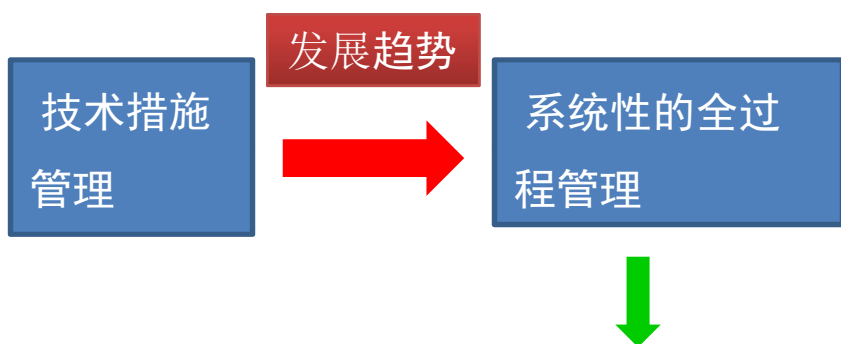 发展趋势
技术措施
管理
系统性的全过
程管理